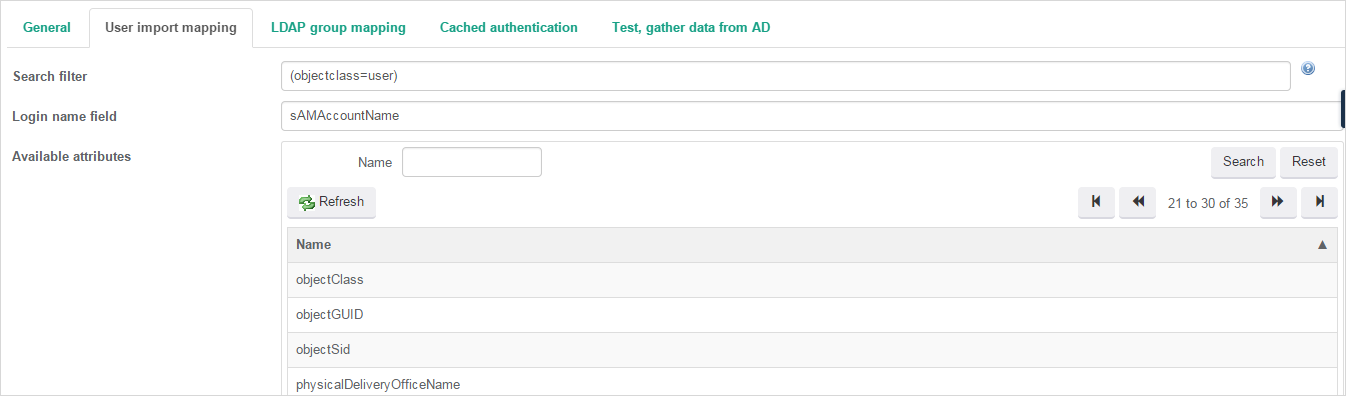 General User import mapping LDAP group mapping Cached authentication Test, gather data from AD
Search filter (objectclass=user)
Login name field sAMAccountName
Available attributes Name Search Reset
Refresh 21 to 30 of 35
Name
objectClass
objectGUID
objectSid
physicalDeliveryOfficeName